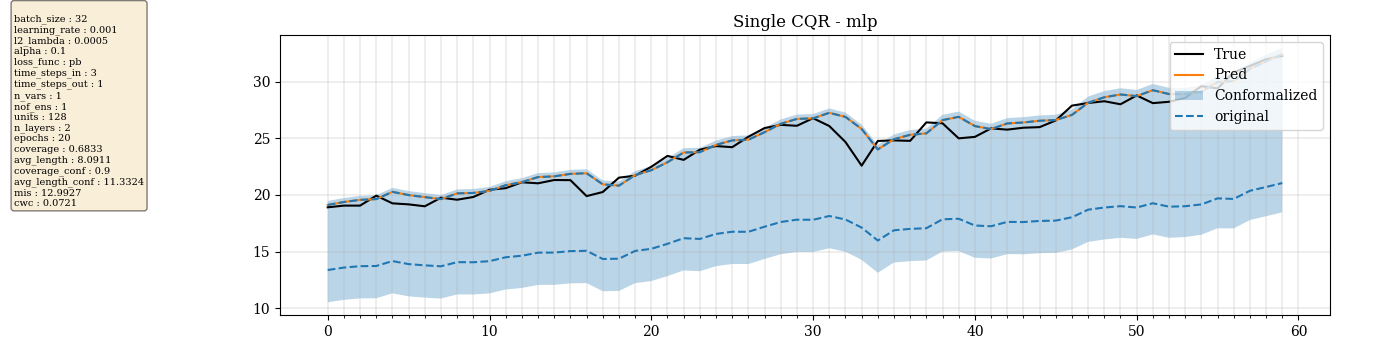 batch_size : 32
learning_rate : 0.001
l2_lambda : 0.0005
alpha : 0.1
loss_func : pb
time_steps_in : 3
time_steps_out : 1
n_vars : 1
nof_ens : 1
units : 128
n_layers : 2
epochs : 20
coverage : 0.6833
avg_length : 8.0911
coverage_conf : 0.9
avg_length_conf : 11.3324
mis : 12.9927
cwc : 0.0721
Single CQR - mlp
True
Pred
Conformalized
original
30
25
20
15
10
0 10 20 30 40 50 60